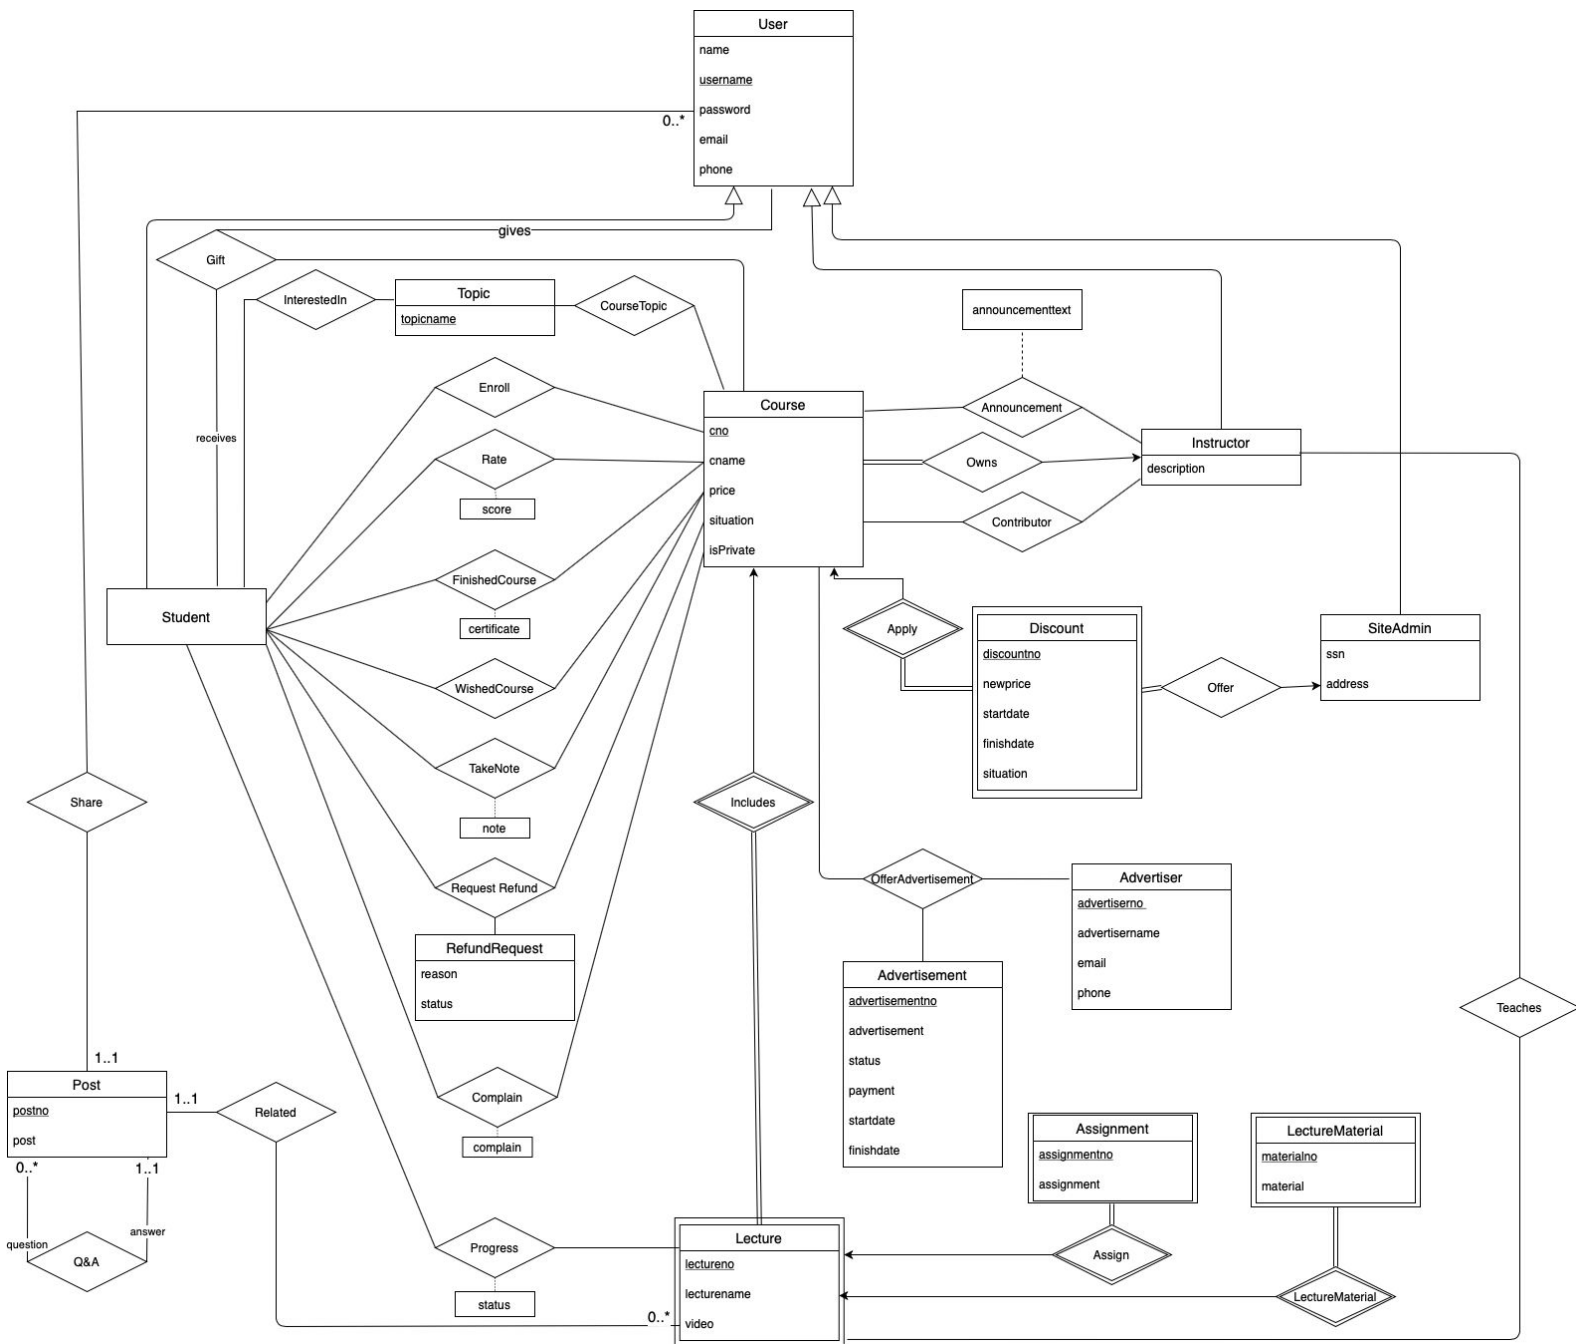 User
name
username
password
email
phone
0..*
gives
Gift
InterestedIn
Topic
topicname
CourseTopic
announcementtext
Enroll
Course
cno
cname
price
situation
isPrivate
Announcement
receives
Rate
score
Owns
Instructor
description
Contributor
FinishedCourse
certificate
Student
Apply
Discount
discountno
newprice
startdate
finishdate
situation
SiteAdmin
ssn
address
Offer
WishedCourse
TakeNote
note
Share
Includes
Request Refund
RefundRequest
reason
status
OfferAdvertisement
Advertiser
advertiserno
advertisername
email
phone
Advertisement
advertisementno
advertisement
status
payment
startdate
finishdate
Teaches
1..1
Post
postno
post
1..1
Related
0..*
1..1
question
answer
Q&A
Complain
complain
Assignment
assignmentno
assignment
LectureMaterial
materialno
material
Progress
status
Lecture
lectureno
lecturename
video
0..*
Assign
LectureMaterial